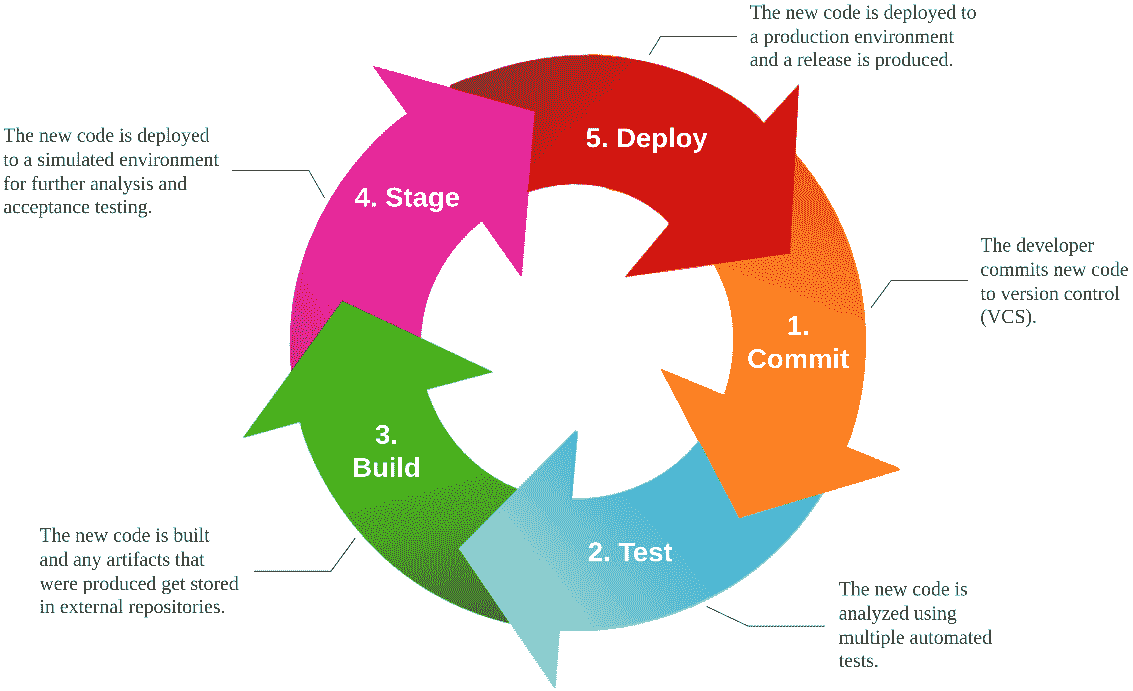 The new code is deployed to
a production environment
and a release is produced.
5. Deploy
The new code is deployed
to a simulated environment
for further analysis and
acceptance testing.
4. Stage
The developer
commits new code
to version control
(VCS).
1.
Commit
3.
Build
The new code is built
and any artifacts that
were produced get stored
in external repositories.
2. Test
The new code is
analyzed using
multiple automated
tests.